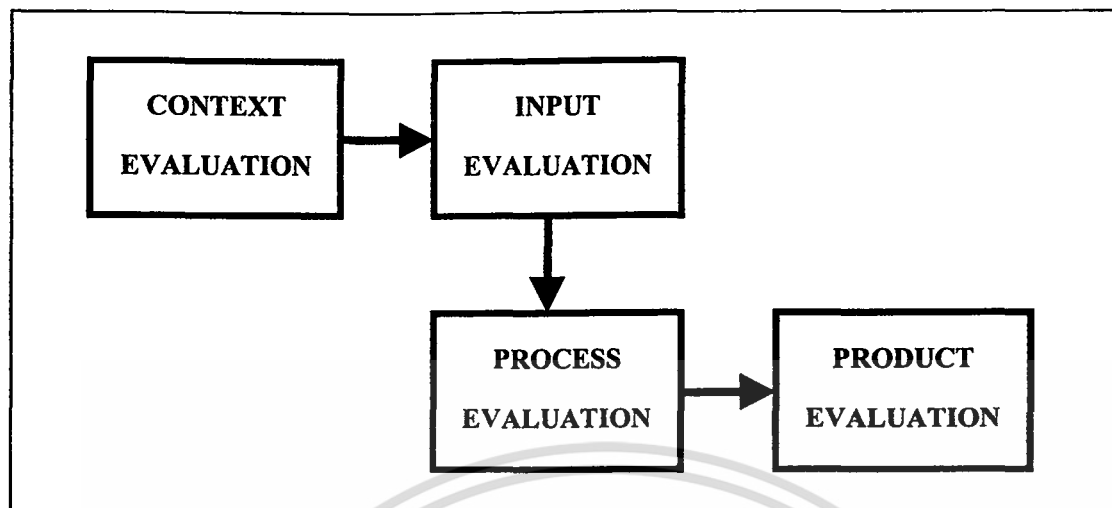 CONTEXT
EVALUATION
INPUT
EVALUATION
PROCESS
EVALUATION
PRODUCT
EVALUATION